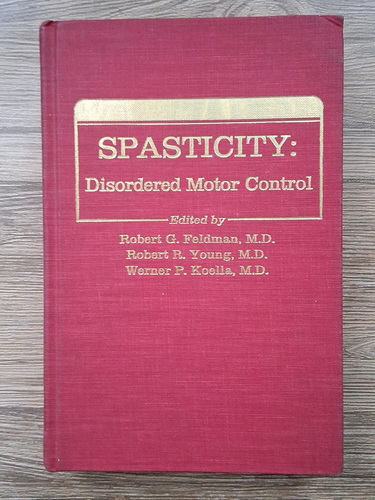 SPASTICITY:
Disordered Motor Control
Edited by
Robert G. Feldman, M.D.
Robert R. Young, M.D.
Werner P. Koella, M.D.